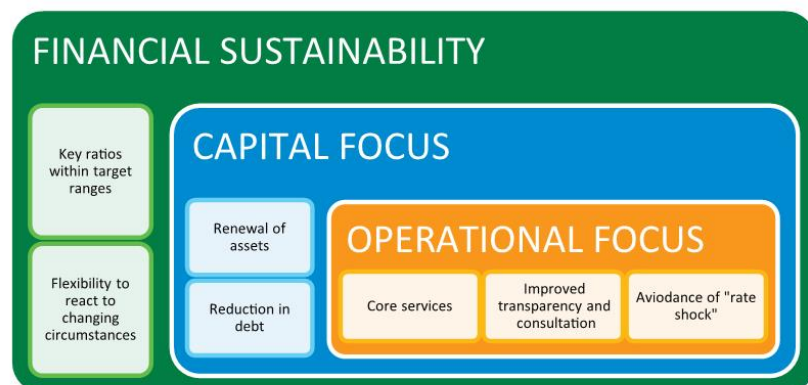 FINANCIAL SUSTAINABILITY
Key ratios
within target
ranges
Flexibility to
react to
changing
circumstances
CAPITAL FOCUS
Renewal of
assets
Reduction in
debt
OPERATIONAL FOCUS
Core services
Improved
transparency and
consultation
Aviodance of "rate
shock"